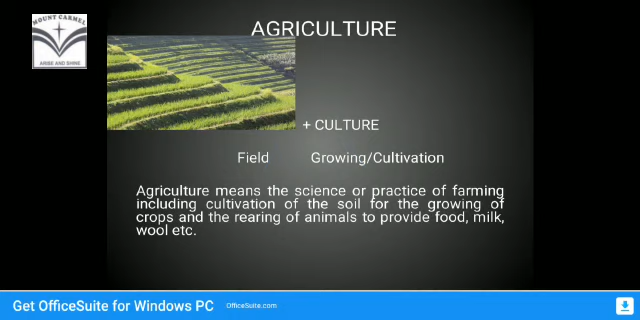 MOUNT CARMEL
ARISE AND SHINE
AGRICULTURE
+ CULTURE
Field Growing/Cultivation
Agriculture means the science or practice of farming
including cultivation of the soil for the growing of
crops and the rearing of animals to provide food, milk,
wool etc.
Get OfficeSuite for Windows PC OfficeSuite.com